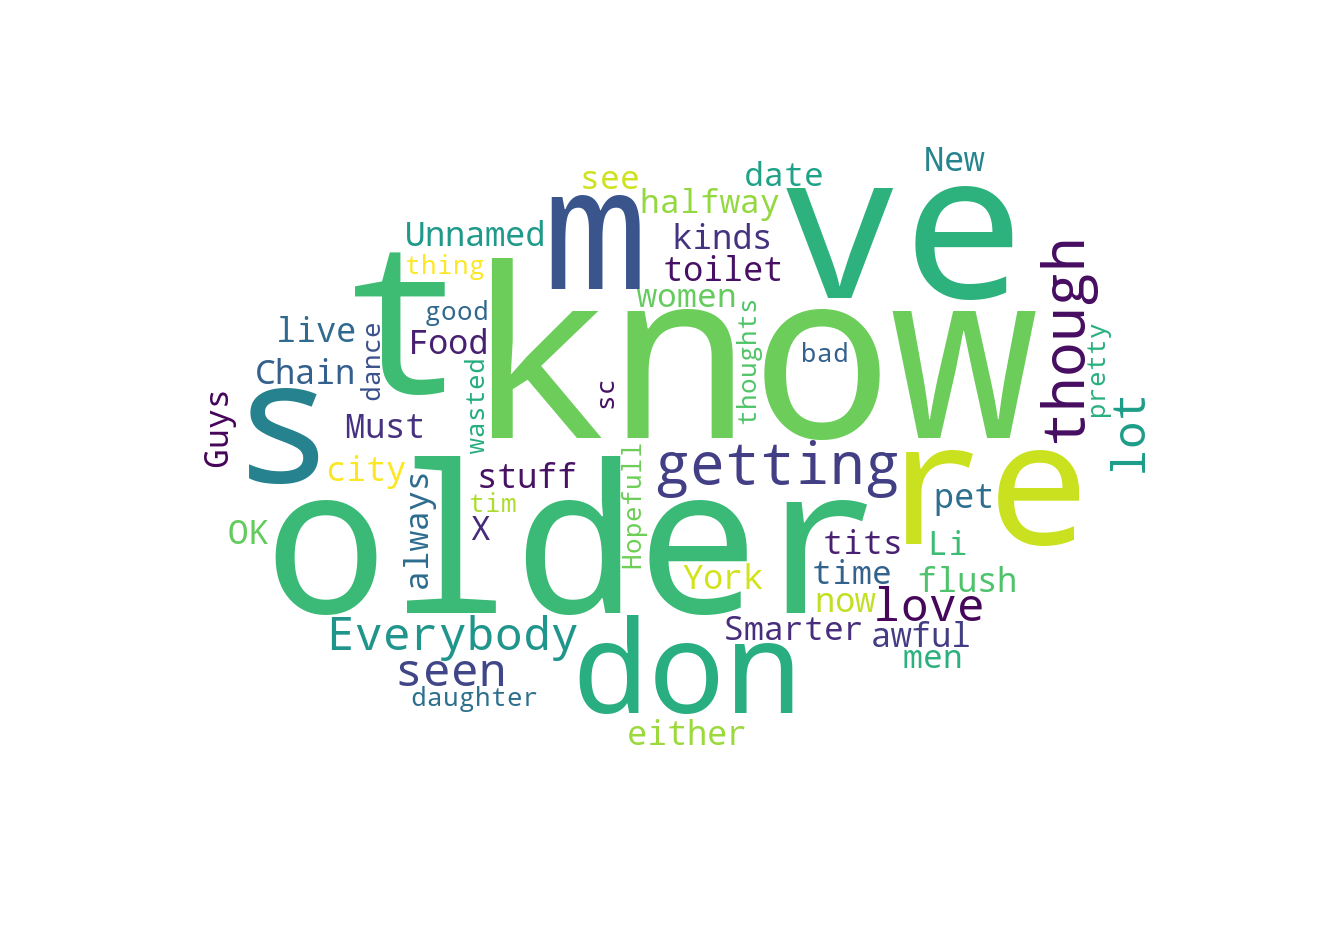 New
see
date
halfway
m
ve
Unnamed
kinds
thing
toilet
t
know
women
though
good
live
dance
Food
thoughts
bad
pretty
Chain
wasted
sc
s
Guys
Must
lot
city
stuff
getting
re
always
tim
Hopefull
pet
older
X
OK
tits
Li
York
time
flush
now
love
Everybody
don
Smarter
awful
seen
men
daughter
either